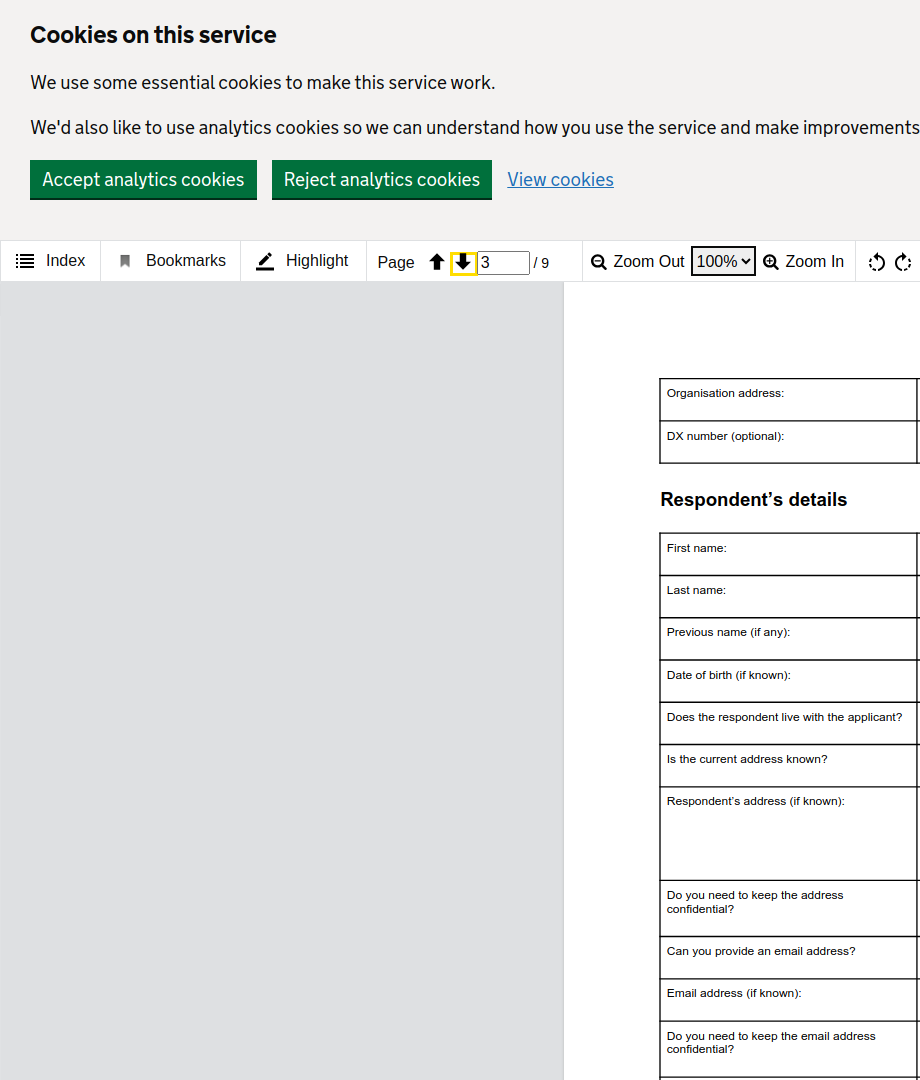 Cookies on this service
We use some essential cookies to make this service work.
We'd also like to use analytics cookies so we can understand how you use the service and make improvements
Accept analytics cookies Reject analytics cookies View cookies
Index Bookmarks Highlight Page 3 / 9 Zoom Out 100% Zoom In
Organisation address:
DX number (optional):
Respondent’s details
First name:
Last name:
Previous name (if any):
Date of birth (if known):
Does the respondent live with the applicant?
Is the current address known?
Respondent’s address (if known):
Do you need to keep the address
confidential?
Can you provide an email address?
Email address (if known):
Do you need to keep the email address
confidential?